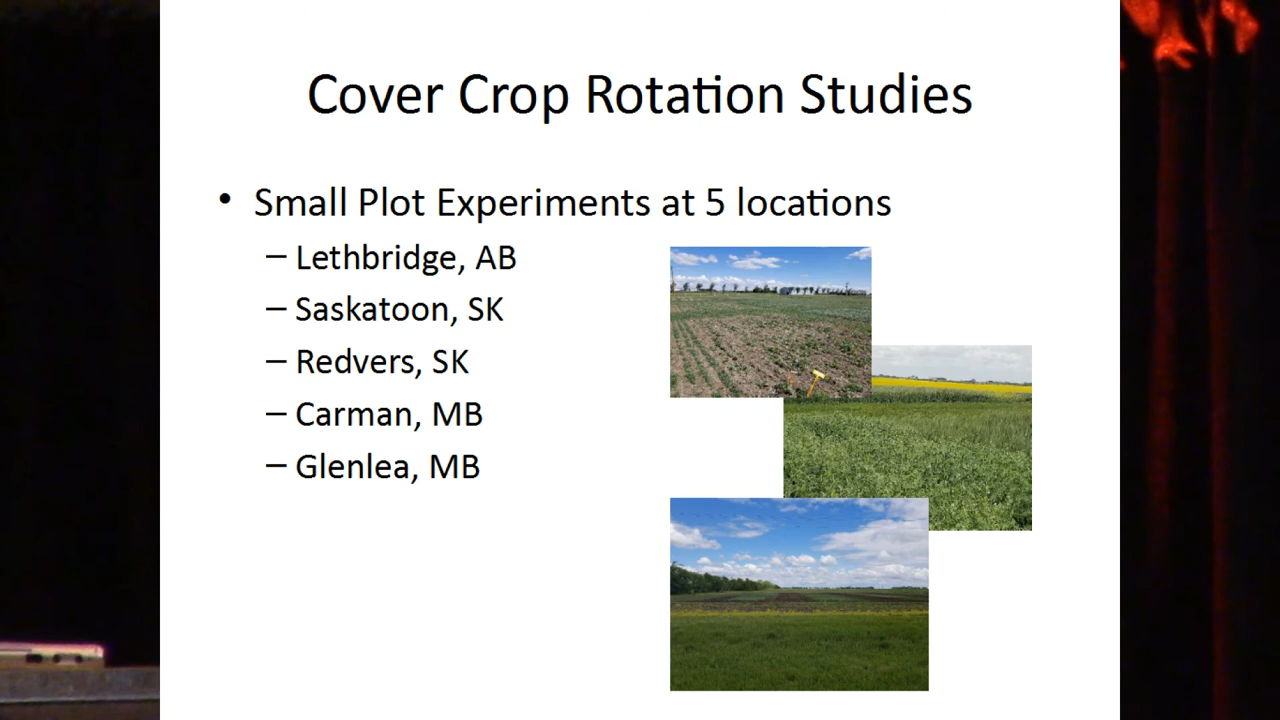 Cover Crop Rotation Studies
• Small Plot Experiments at 5 locations
– Lethbridge, AB
– Saskatoon, SK
– Redvers, SK
– Carman, MB
– Glenlea, MB